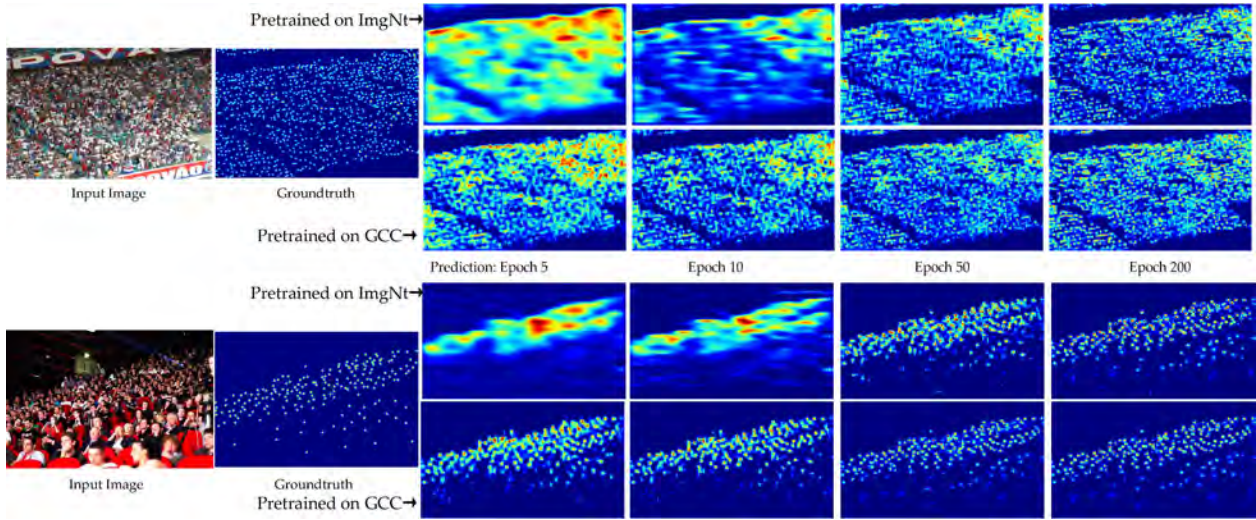 Pretrained on ImgNt→
POVAŽ
Input Image
Groundtruth
Pretrained on GCC→
Prediction: Epoch 5
Epoch 10
Epoch 50
Epoch 200
Pretrained on ImgNt→
Input Image
Groundtruth
Pretrained on GCC→